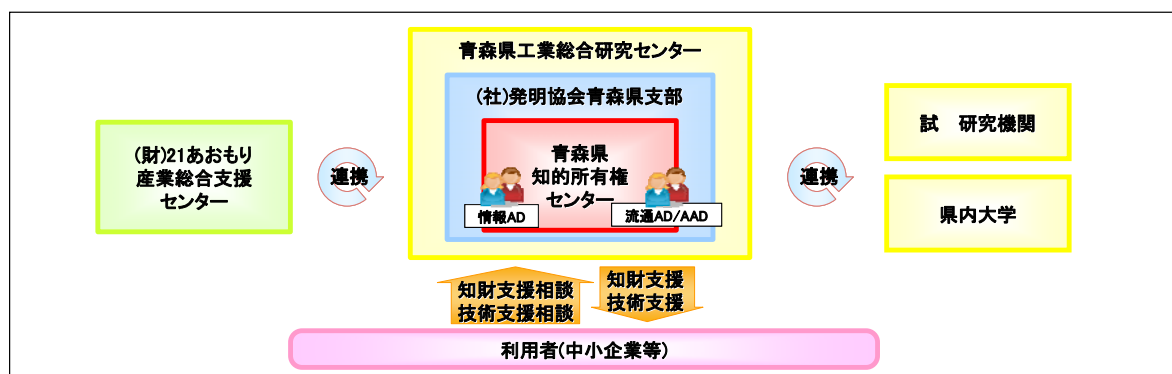 青森県工業総合研究センター
(社)発明協会青森県支部
青森県
知的所有権
センター
情報AD
流通AD/AAD
(財)21あおもり
産業総合支援
センター
連携
連携
試　研究機関
県内大学
知財支援相談
技術支援相談
知財支援
技術支援
利用者(中小企業等)